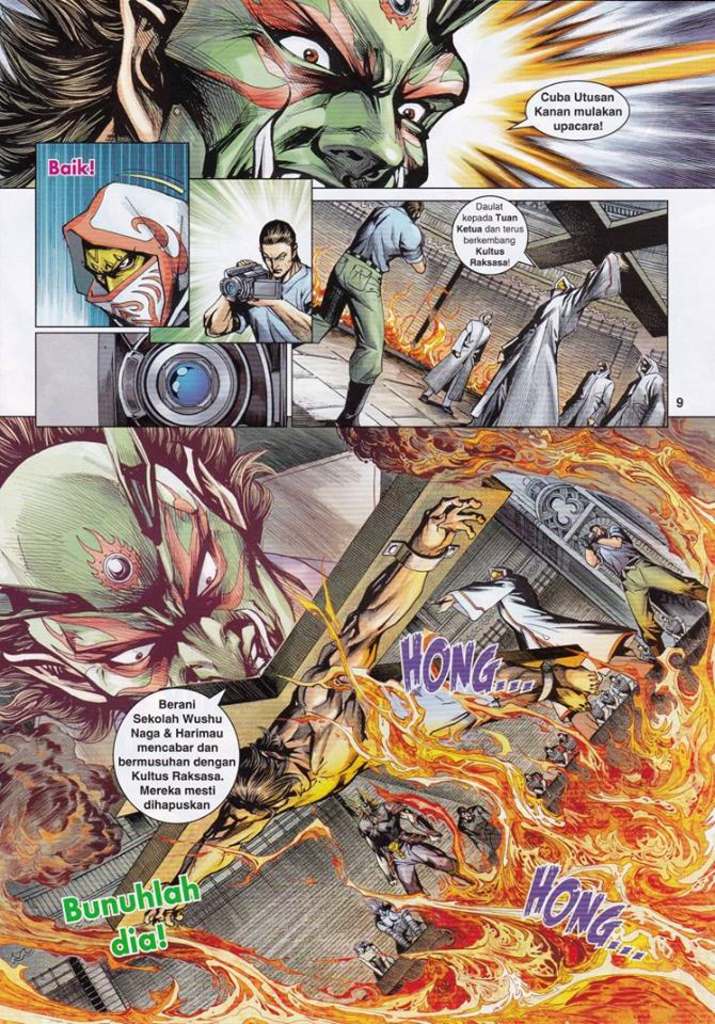 Cuba Utusan
Kanan mulakan
upacara!
Baik!
Daulat
kepada Tuan
Ketua dan terus
berkembang
Kultus
Raksasa!
9
HONG...
Berani
Sekolah Wushu
Naga & Harimau
mencabar dan
bermusuhan dengan
Kultus Raksasa.
Mereka mesti
dihapuskan
Bunuhlah
dia!
HONG...